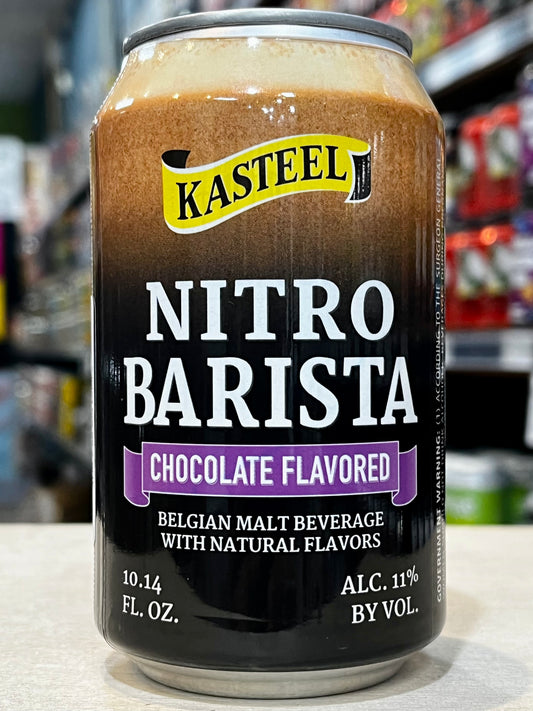 KASTEEL
NITRO
BARISTA
CHOCOLATE FLAVORED
BELGIAN MALT BEVERAGE
WITH NATURAL FLAVORS
10.14
FL. OZ.
ALC. 11%
BY VOL.
GOVERNMENT WARNING: (1) ACCORDING TO THE SURGEON GENERAL